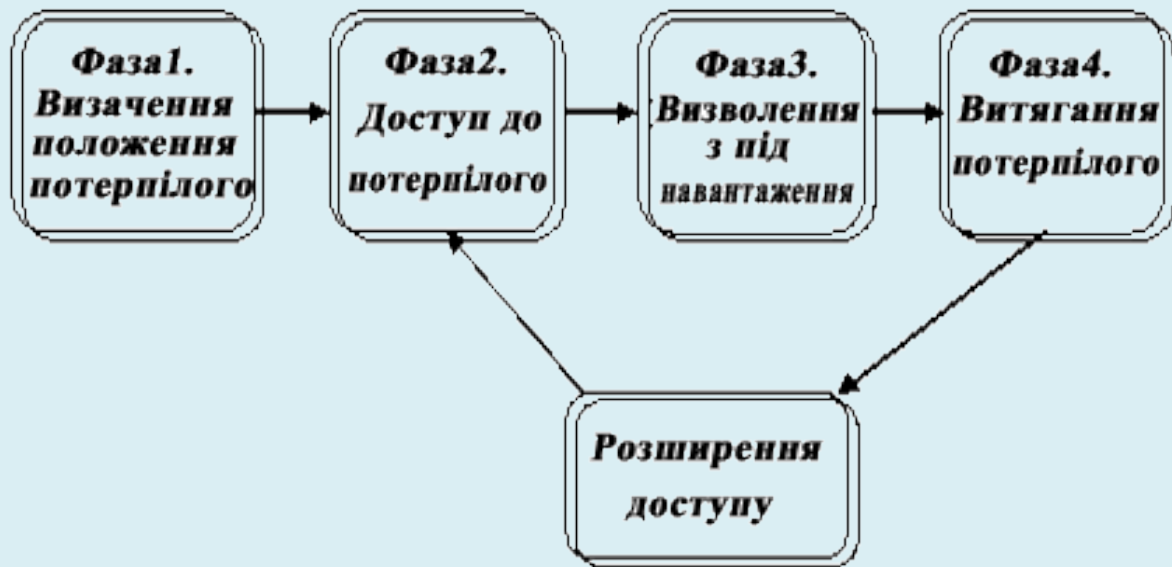 Фаза1.
Визачення
положення
потерпілого
Фаза2.
Доступ до
потерпілого
Фаза3.
Визволення
з під
навантаження
Фаза4.
Витягання
потерпілого
Розширення
доступу